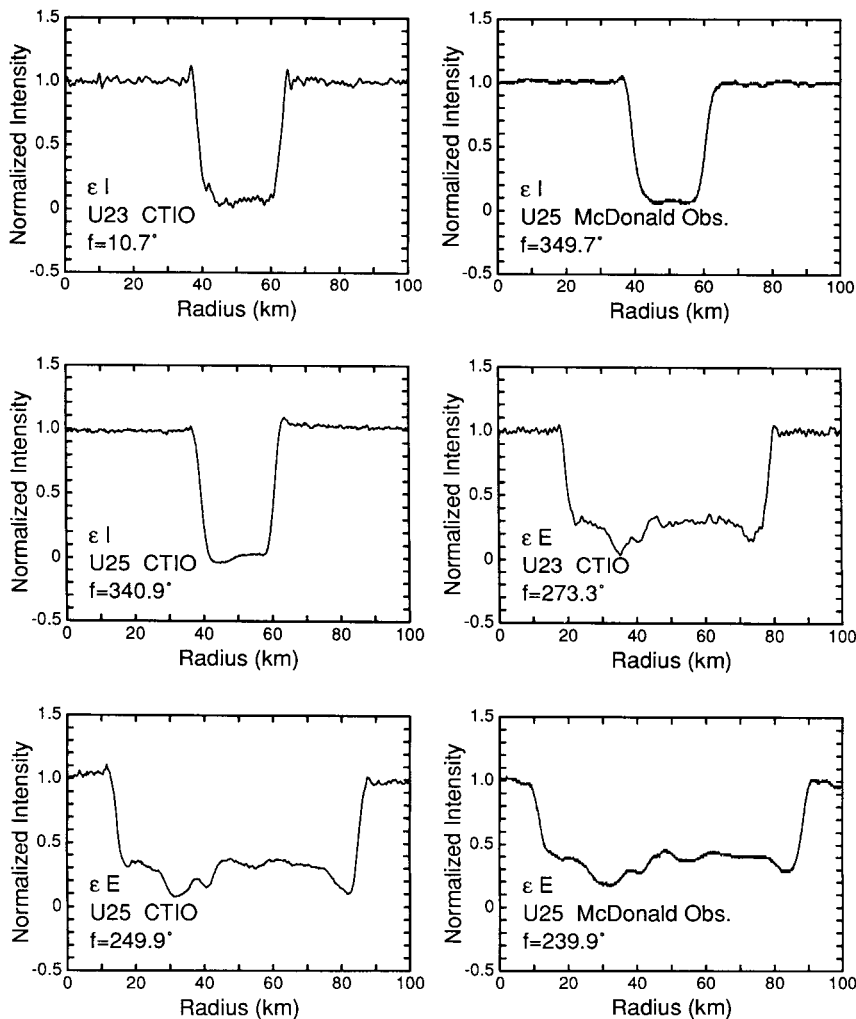 1.5
1.0
0.5
0
-0.5
Normalized Intensity
ε I
U23 CTIO
f=10.7°
0 20 40 60 80 100
Radius (km)
1.5
1.0
0.5
0
-0.5
Normalized Intensity
ε I
U25 McDonald Obs.
f=349.7°
0 20 40 60 80 100
Radius (km)
1.5
1.0
0.5
0
-0.5
Normalized Intensity
ε I
U25 CTIO
f=340.9°
0 20 40 60 80 100
Radius (km)
1.5
1.0
0.5
0
-0.5
Normalized Intensity
ε E
U23 CTIO
f=273.3°
0 20 40 60 80 100
Radius (km)
1.5
1.0
0.5
0
-0.5
Normalized Intensity
ε E
U25 CTIO
f=249.9°
0 20 40 60 80 100
Radius (km)
1.5
1.0
0.5
0
-0.5
Normalized Intensity
ε E
U25 McDonald Obs.
f=239.9°
0 20 40 60 80 100
Radius (km)